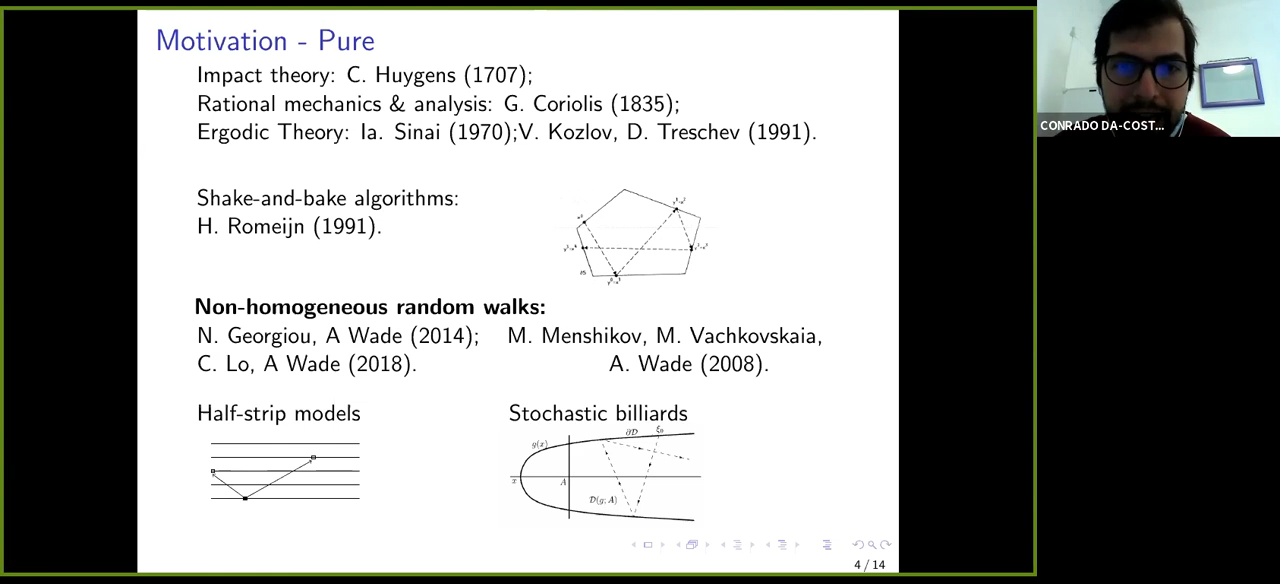 Motivation - Pure
Impact theory: C. Huygens (1707);
Rational mechanics & analysis: G. Coriolis (1835);
Ergodic Theory: Ia. Sinai (1970);V. Kozlov, D. Treschev (1991).
Shake-and-bake algorithms:
H. Romeijn (1991).
Non-homogeneous random walks:
N. Georgiou, A Wade (2014);
C. Lo, A Wade (2018).
M. Menshikov, M. Vachkovskaia,
A. Wade (2008).
Half-strip models
Stochastic billiards
g(x)
∂D
ξ₀
A
D(g; A)
4 / 14
CONRADO DA-COST...